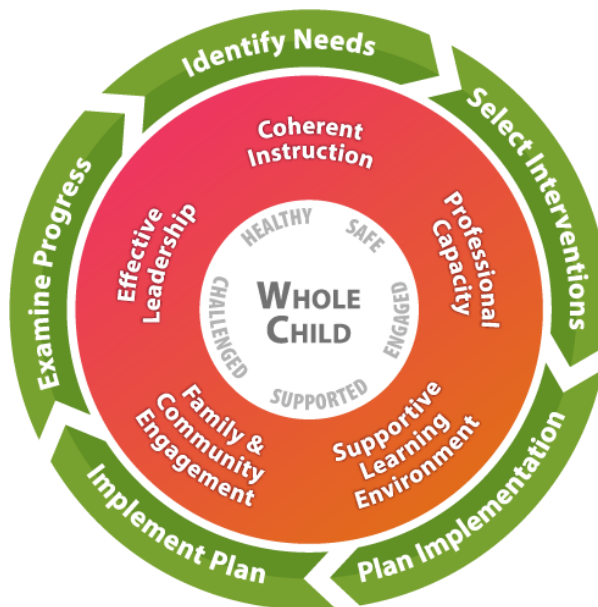 Identify Needs
Select Interventions
Plan Implementation
Implement Plan
Examine Progress
Coherent
Instruction
Professional
Capacity
Supportive
Learning
Environment
Family &
Community
Engagement
Effective
Leadership
HEALTHY
SAFE
ENGAGED
SUPPORTED
CHALLENGED
WHOLE
CHILD